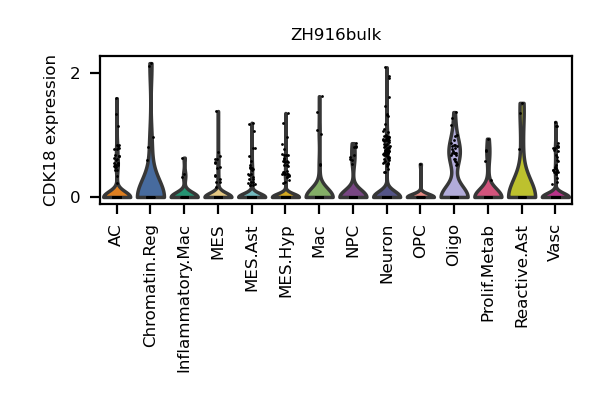 ZH916bulk
CDK18 expression
2
0
AC
Chromatin.Reg
Inflammatory.Mac
MES
MES.Ast
MES.Hyp
Mac
NPC
Neuron
OPC
Oligo
Prolif.Metab
Reactive.Ast
Vasc